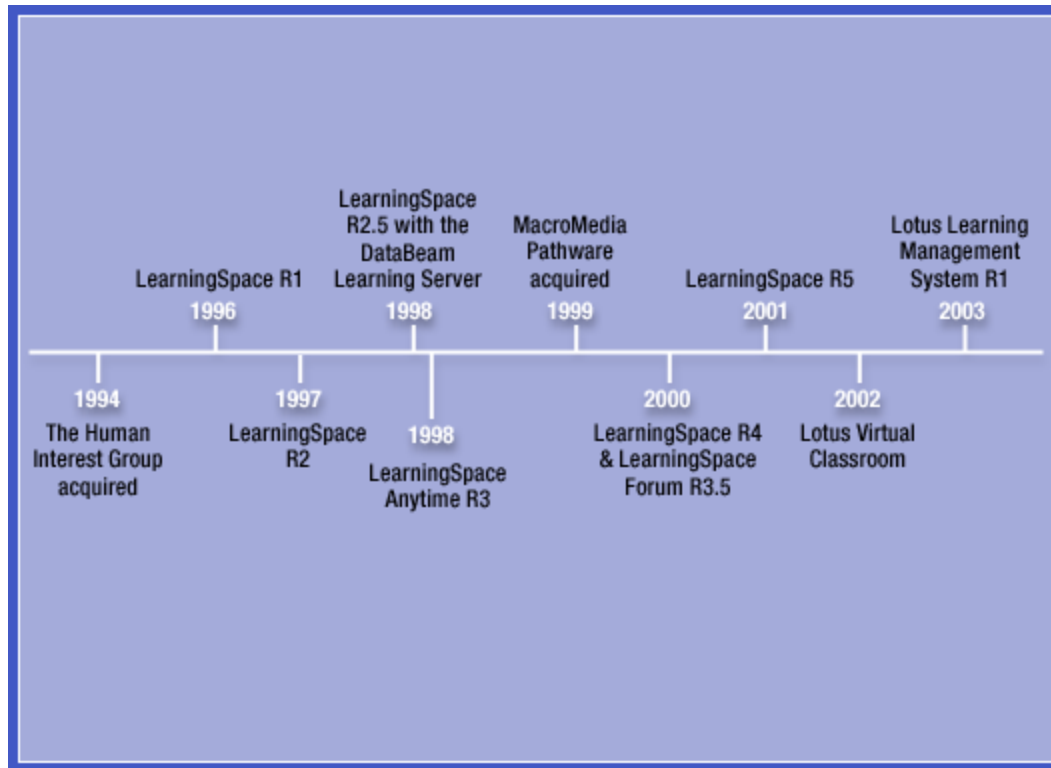 LearningSpace R1
1996
LearningSpace
R2.5 with the
DataBeam
Learning Server
1998
MacroMedia
Pathware
acquired
1999
LearningSpace R5
2001
Lotus Learning
Management
System R1
2003
1994
The Human
Interest Group
acquired
1997
LearningSpace
R2
1998
LearningSpace
Anytime R3
2000
LearningSpace R4
& LearningSpace
Forum R3.5
2002
Lotus Virtual
Classroom